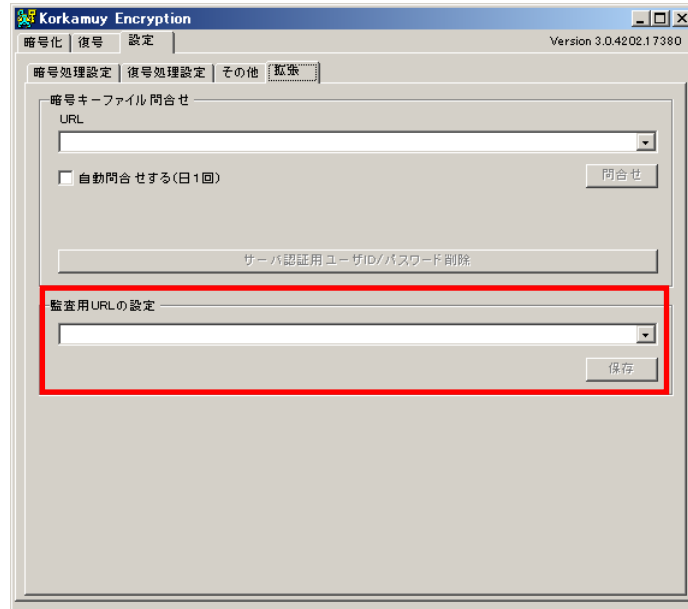 Korkamuy Encryption
暗号化 復号 設定 Version 3.0.4202.17380
暗号処理設定 復号処理設定 その他 拡張
暗号キーファイル問合せ
URL
自動問合せする(日1回) 問合せ
サーバ認証用ユーザID/パスワード削除
監査用URLの設定
保存